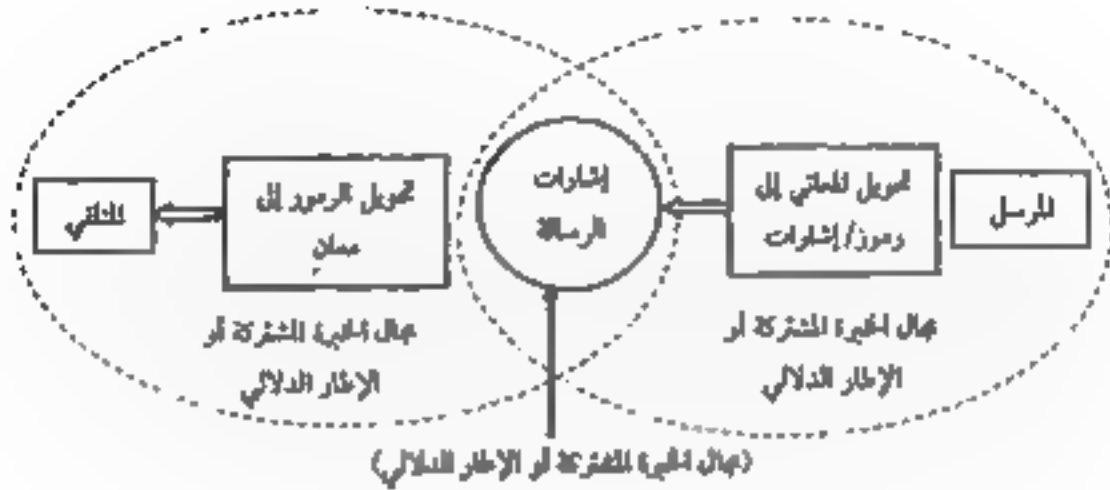 المرسل
تحويل المعاني إلى
رموز/إشارات
إشارات
الرسالة
تحويل الرموز إلى
معانٍ
المتلقي
مجال الخبرة المشتركة أو
الإطار الدلالي
مجال الخبرة المشتركة أو
الإطار الدلالي
(مجال الخبرة المشتركة أو الإطار الدلالي)